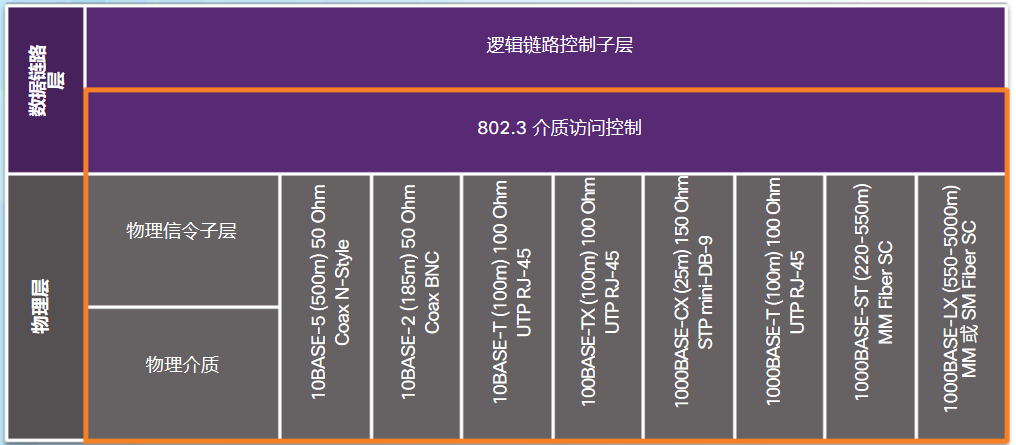 数据链路
层
逻辑链路控制子层
802.3 介质访问控制
物理层
物理信令子层
物理介质
10BASE-5 (500m) 50 Ohm
Coax N-Style
10BASE-2 (185m) 50 Ohm
Coax BNC
10BASE-T (100m) 100 Ohm
UTP RJ-45
100BASE-TX (100m) 100 Ohm
UTP RJ-45
1000BASE-CX (25m) 150 Ohm
STP mini-DB-9
1000BASE-T (100m) 100 Ohm
UTP RJ-45
1000BASE-ST (220-550m)
MM Fiber SC
1000BASE-LX (550-5000m)
MM 或 SM Fiber SC